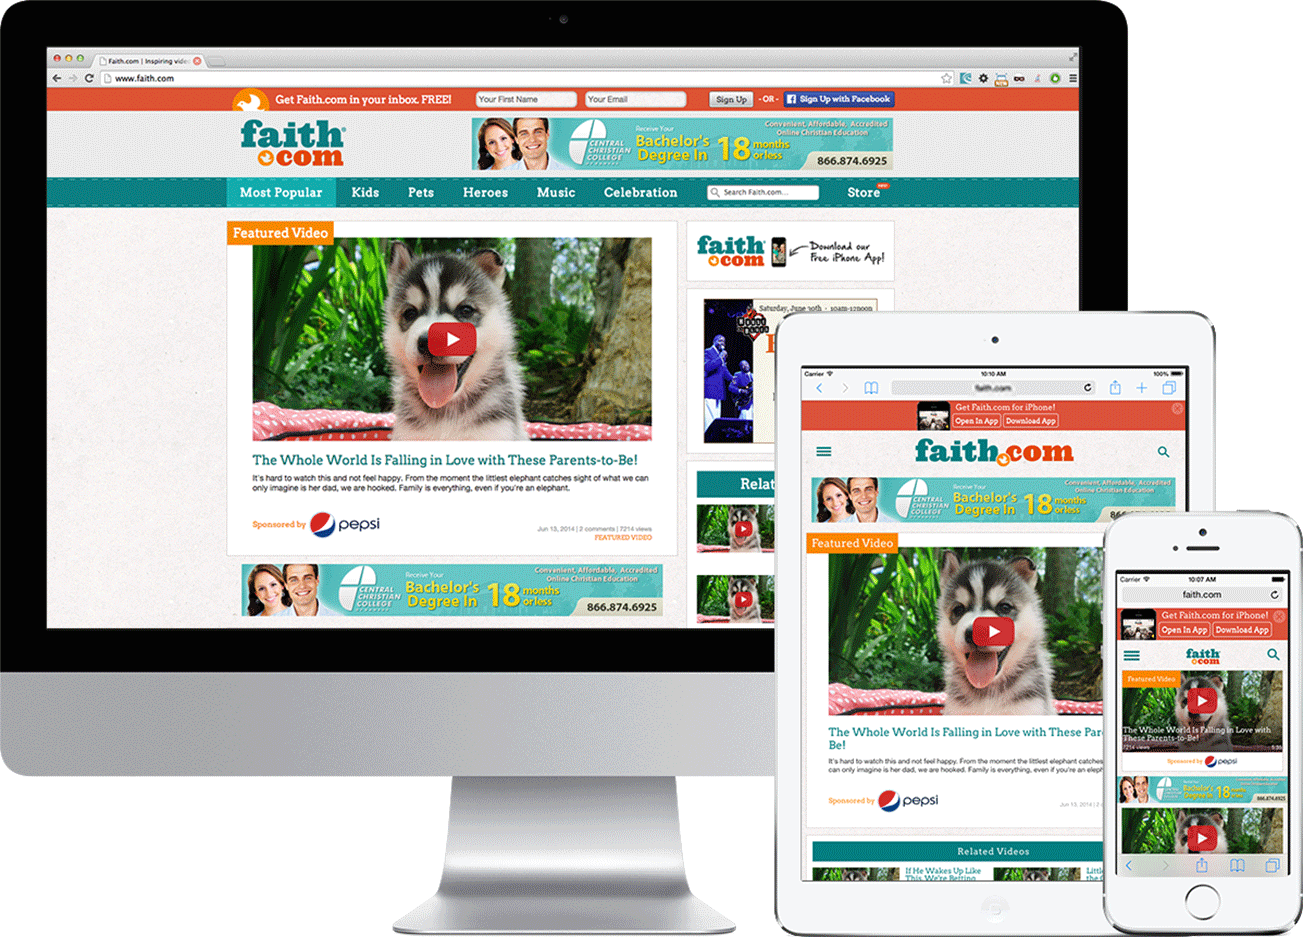 Faith.com | Inspiring video
www.faith.com
Get Faith.com in your inbox. FREE!
Your First Name
Your Email
Sign Up
- OR -
Sign Up with Facebook
faith
.com
CENTRAL
CHRISTIAN
COLLEGE
Receive Your
Bachelor's
Degree In
18
months
or less
Convenient, Affordable, Accredited
Online Christian Education
866.874.6925
Most Popular
Kids
Pets
Heroes
Music
Celebration
Search Faith.com...
Store
Featured Video
The Whole World Is Falling in Love with These Parents-to-Be!
It's hard to watch this and not feel happy. From the moment the littlest elephant catches sight of what we can
only imagine is her dad, we are hooked. Family is everything, even if you're an elephant.
Sponsored by
pepsi
Jun 13, 2014 | 2 comments | 7214 views
FEATURED VIDEO
CENTRAL
CHRISTIAN
COLLEGE
Receive Your
Bachelor's
Degree In
18
months
or less
Convenient, Affordable, Accredited
Online Christian Education
866.874.6925
faith
.com
Download our
Free iPhone App!
Saturday, June 30th - 10am-12noon
Relat
Carrier
10:10 AM
100%
faith.com
Get Faith.com for iPhone!
Open In App
Download App
faith.com
CENTRAL
CHRISTIAN
COLLEGE
Receive Your
Bachelor's
Degree In
18
months
or less
Convenient, Affordable, Accredited
Online Christian Education
866.874.6925
Featured Video
The Whole World Is Falling in Love with These Par
Be!
It's hard to watch this and not feel happy. From the moment the littlest elephant catches
can only imagine is her dad, we are hooked. Family is everything, even if you're an eleph
Sponsored by
pepsi
Jun 13, 2014 | 2
Related Videos
If He Wakes Up Like
This, We're Betting
Carrier
10:07 AM
faith.com
Get Faith.com for iPhone!
Open In App
Download App
faith
.com
Featured Video
The Whole World Is Falling in Love with
These Parents-to-Be!
7214 views
Sponsored by
pepsi
Bachelor's
Degree In
18
months
or less
866.874.6925